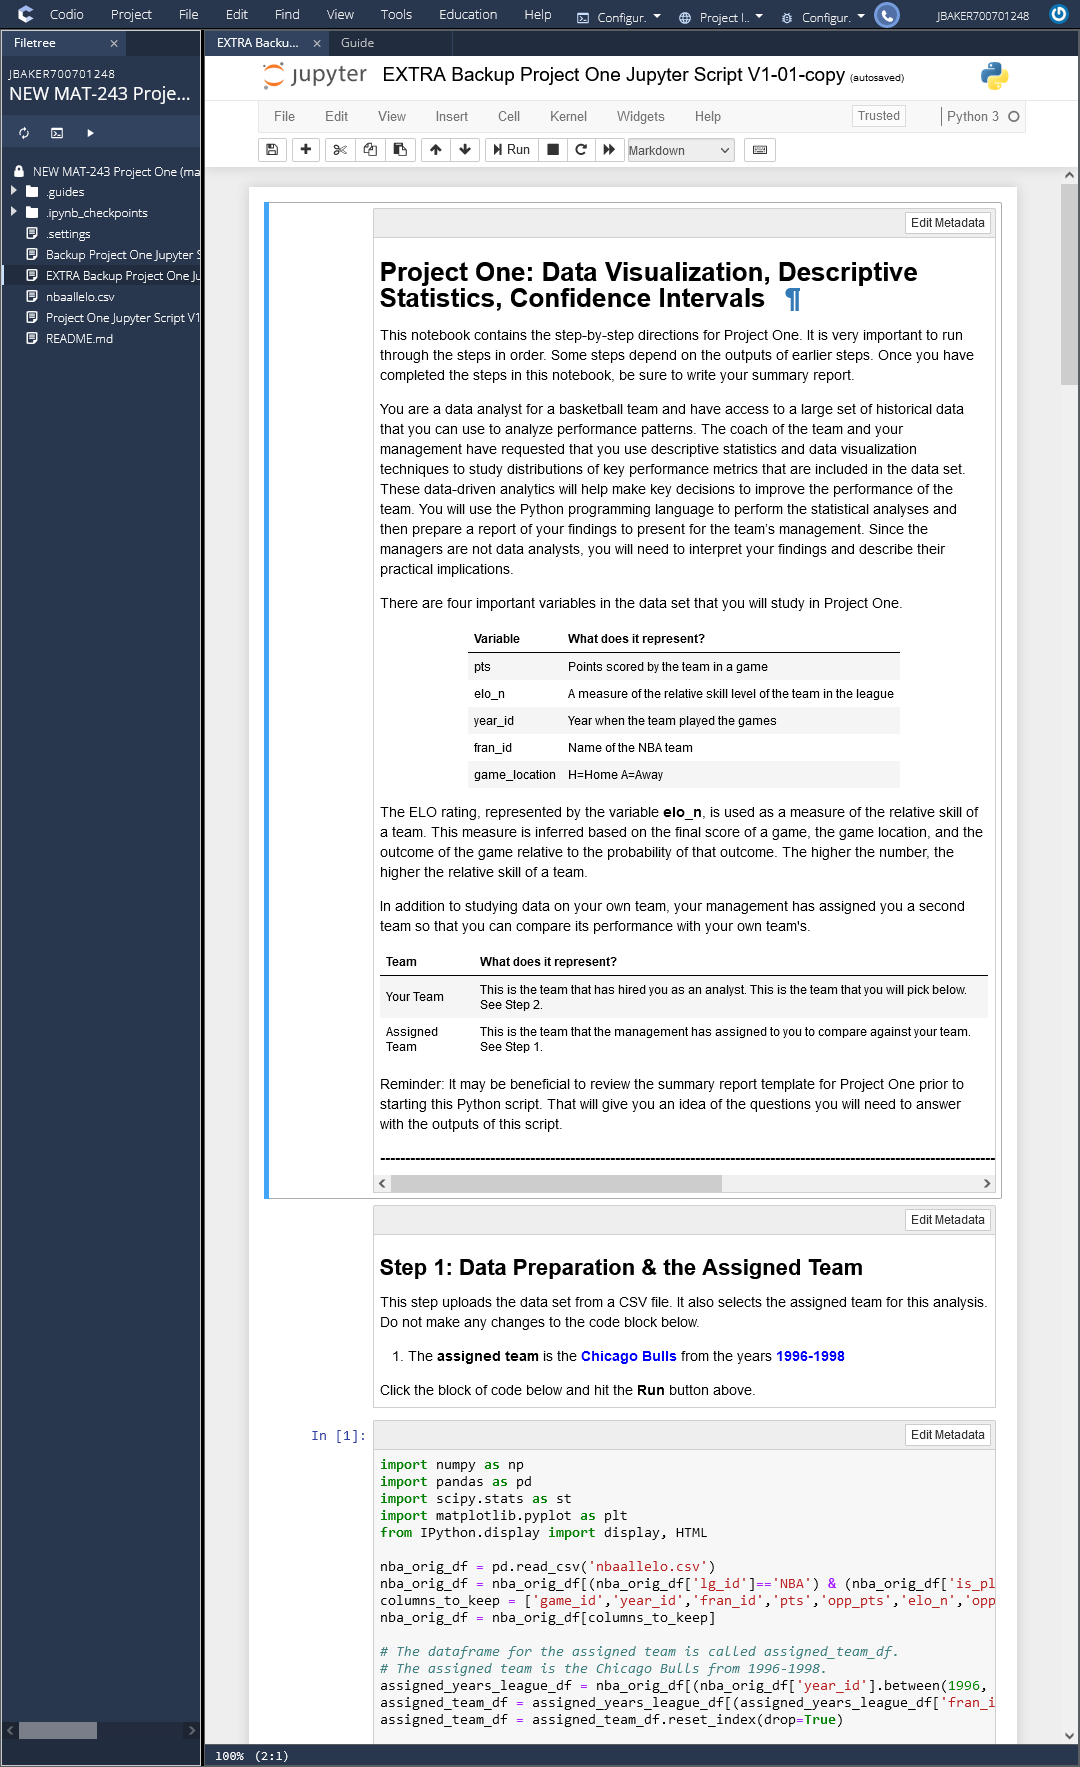 Codio Project File Edit Find View Tools Education Help Configur. Project I.. Configur. JBAKER700701248
Filetree ×
EXTRA Backu... × Guide
JBAKER700701248
NEW MAT-243 Proje...
NEW MAT-243 Project One (ma
.guides
.ipynb_checkpoints
.settings
Backup Project One Jupyter S
EXTRA Backup Project One Ju
nbaallelo.csv
Project One Jupyter Script V1
README.md
jupyter EXTRA Backup Project One Jupyter Script V1-01-copy (autosaved)
File Edit View Insert Cell Kernel Widgets Help Trusted Python 3
Run Markdown
Edit Metadata
Project One: Data Visualization, Descriptive
Statistics, Confidence Intervals ¶
This notebook contains the step-by-step directions for Project One. It is very important to run
through the steps in order. Some steps depend on the outputs of earlier steps. Once you have
completed the steps in this notebook, be sure to write your summary report.
You are a data analyst for a basketball team and have access to a large set of historical data
that you can use to analyze performance patterns. The coach of the team and your
management have requested that you use descriptive statistics and data visualization
techniques to study distributions of key performance metrics that are included in the data set.
These data-driven analytics will help make key decisions to improve the performance of the
team. You will use the Python programming language to perform the statistical analyses and
then prepare a report of your findings to present for the team's management. Since the
managers are not data analysts, you will need to interpret your findings and describe their
practical implications.
There are four important variables in the data set that you will study in Project One.
Variable What does it represent?
pts Points scored by the team in a game
elo_n A measure of the relative skill level of the team in the league
year_id Year when the team played the games
fran_id Name of the NBA team
game_location H=Home A=Away
The ELO rating, represented by the variable elo_n, is used as a measure of the relative skill of
a team. This measure is inferred based on the final score of a game, the game location, and the
outcome of the game relative to the probability of that outcome. The higher the number, the
higher the relative skill of a team.
In addition to studying data on your own team, your management has assigned you a second
team so that you can compare its performance with your own team's.
Team What does it represent?
Your Team This is the team that has hired you as an analyst. This is the team that you will pick below.
See Step 2.
Assigned Team This is the team that the management has assigned to you to compare against your team.
See Step 1.
Reminder: It may be beneficial to review the summary report template for Project One prior to
starting this Python script. That will give you an idea of the questions you will need to answer
with the outputs of this script.
Edit Metadata
Step 1: Data Preparation & the Assigned Team
This step uploads the data set from a CSV file. It also selects the assigned team for this analysis.
Do not make any changes to the code block below.
1. The assigned team is the Chicago Bulls from the years 1996-1998
Click the block of code below and hit the Run button above.
In [1]:
Edit Metadata
import numpy as np
import pandas as pd
import scipy.stats as st
import matplotlib.pyplot as plt
from IPython.display import display, HTML
nba_orig_df = pd.read_csv('nbaallelo.csv')
nba_orig_df = nba_orig_df[(nba_orig_df['lg_id']=='NBA') & (nba_orig_df['is_pl
columns_to_keep = ['game_id','year_id','fran_id','pts','opp_pts','elo_n','opp
nba_orig_df = nba_orig_df[columns_to_keep]
# The dataframe for the assigned team is called assigned_team_df.
# The assigned team is the Chicago Bulls from 1996-1998.
assigned_years_league_df = nba_orig_df[(nba_orig_df['year_id'].between(1996,
assigned_team_df = assigned_years_league_df[(assigned_years_league_df['fran_i
assigned_team_df = assigned_team_df.reset_index(drop=True)
100% (2:1)